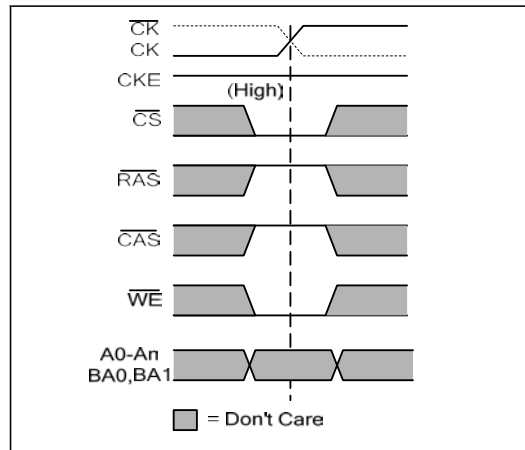 CK
CK
CKE
(High)
CS
RAS
CAS
WE
A0-An
BA0,BA1
= Don't Care